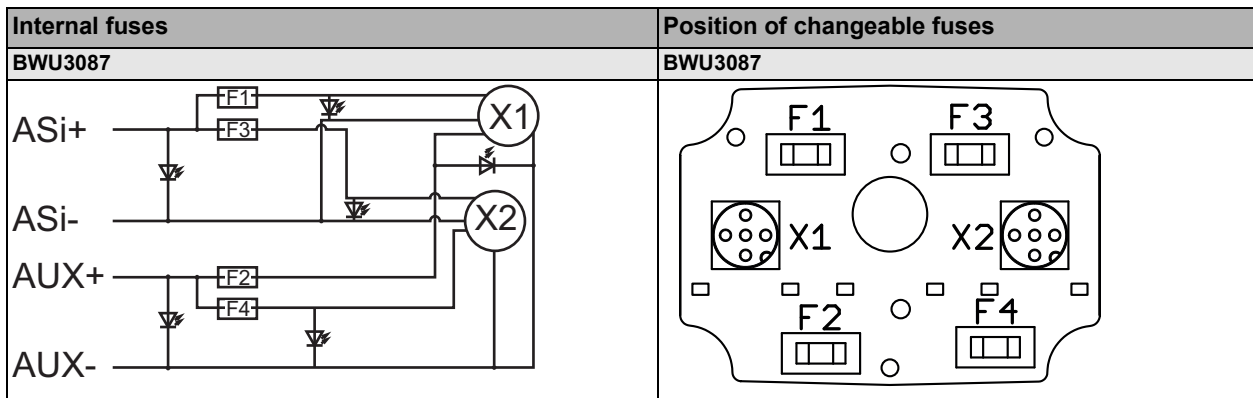 Internal fuses
Position of changeable fuses
BWU3087
BWU3087
ASi+
ASi-
AUX+
AUX-
F1
F3
F2
F4
X1
X2
F1
F3
X1
X2
F2
F4